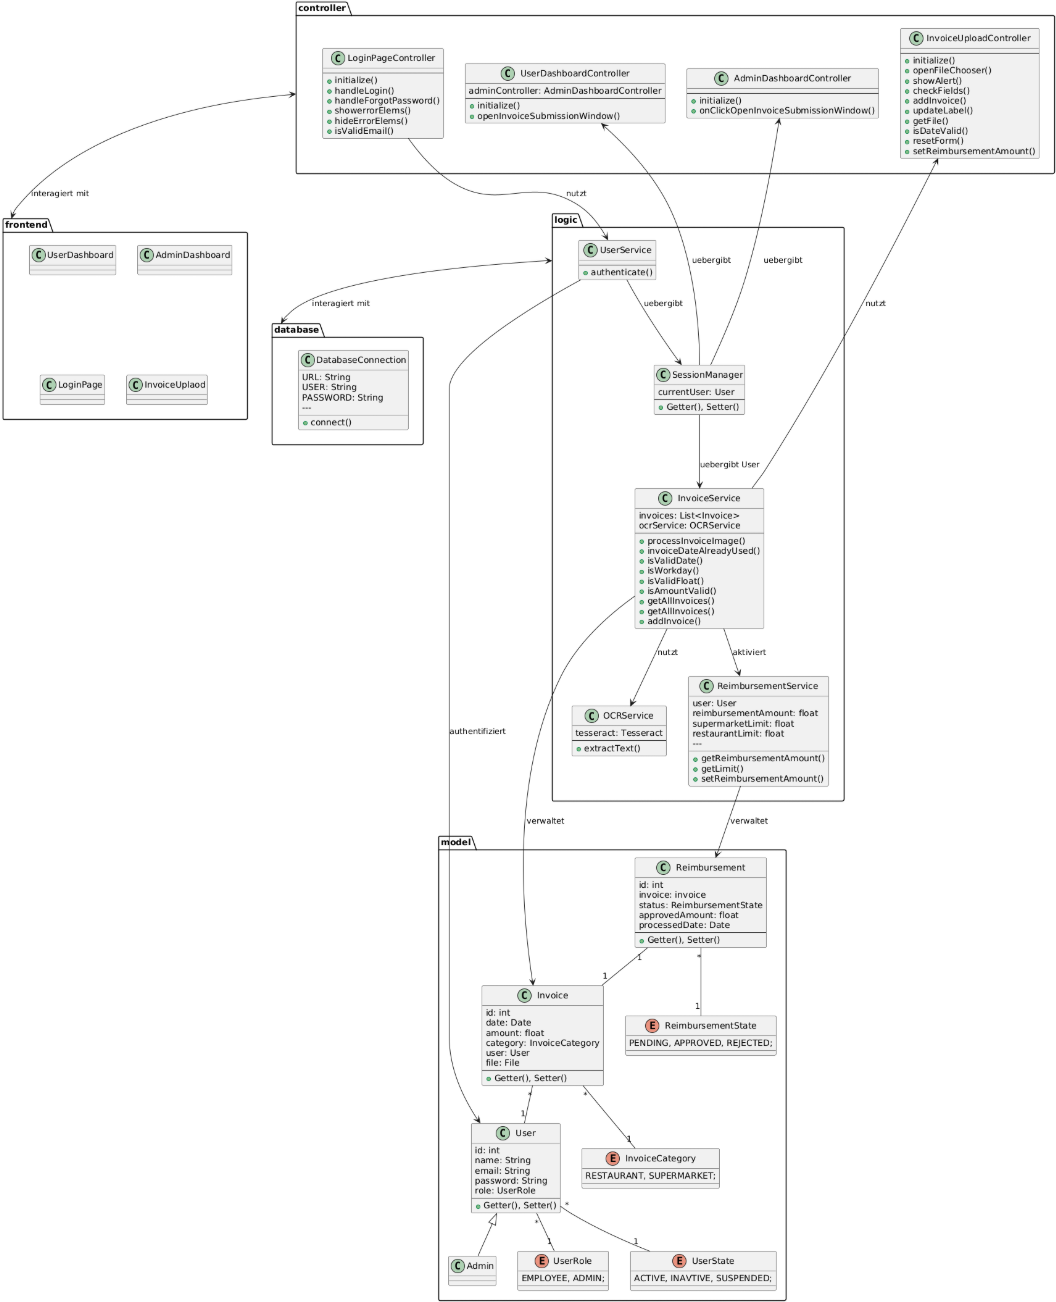 controller
LoginPageController
initialize()
handleLogin()
handleForgotPassword()
showerrorElems()
hideErrorElems()
isValidEmail()
UserDashboardController
adminController: AdminDashboardController
initialize()
openInvoiceSubmissionWindow()
AdminDashboardController
initialize()
onClickOpenInvoiceSubmissionWindow()
InvoiceUploadController
initialize()
openFileChooser()
showAlert()
checkFields()
addInvoice()
updateLabel()
getFile()
isDateValid()
resetForm()
setReimbursementAmount()
interagiert mit
nutzt
frontend
UserDashboard
AdminDashboard
LoginPage
InvoiceUplaod
logic
UserService
authenticate()
uebergibt
uebergibt
uebergibt
nutzt
interagiert mit
database
DatabaseConnection
URL: String
USER: String
PASSWORD: String
---
connect()
SessionManager
currentUser: User
Getter(), Setter()
uebergibt User
InvoiceService
invoices: List<Invoice>
ocrService: OCRService
processInvoiceImage()
invoiceDateAlreadyUsed()
isValidDate()
isWorkday()
isValidFloat()
isAmountValid()
getAllInvoices()
getAllInvoices()
addInvoice()
nutzt
aktiviert
OCRService
tesseract: Tesseract
extractText()
ReimbursementService
user: User
reimbursementAmount: float
supermarketLimit: float
restaurantLimit: float
---
getReimbursementAmount()
getLimit()
setReimbursementAmount()
authentifiziert
verwaltet
verwaltet
model
Reimbursement
id: int
invoice: invoice
status: ReimbursementState
approvedAmount: float
processedDate: Date
Getter(), Setter()
1
*
1
1
Invoice
id: int
date: Date
amount: float
category: InvoiceCategory
user: User
file: File
Getter(), Setter()
ReimbursementState
PENDING, APPROVED, REJECTED;
*
*
1
1
User
id: int
name: String
email: String
password: String
role: UserRole
Getter(), Setter()
InvoiceCategory
RESTAURANT, SUPERMARKET;
*
*
1
1
Admin
UserRole
EMPLOYEE, ADMIN;
UserState
ACTIVE, INAVTIVE, SUSPENDED;